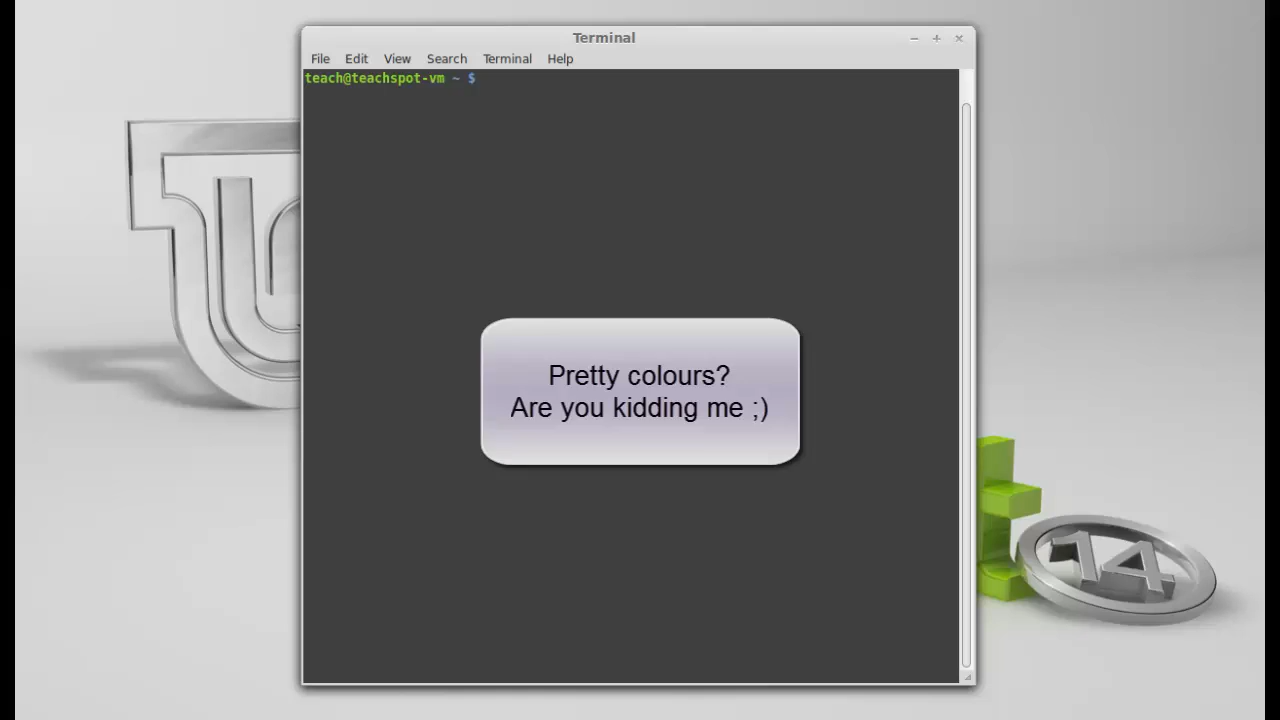 Terminal
File Edit View Search Terminal Help
teach@teachspot-vm ~ $
Pretty colours?
Are you kidding me ;)
14